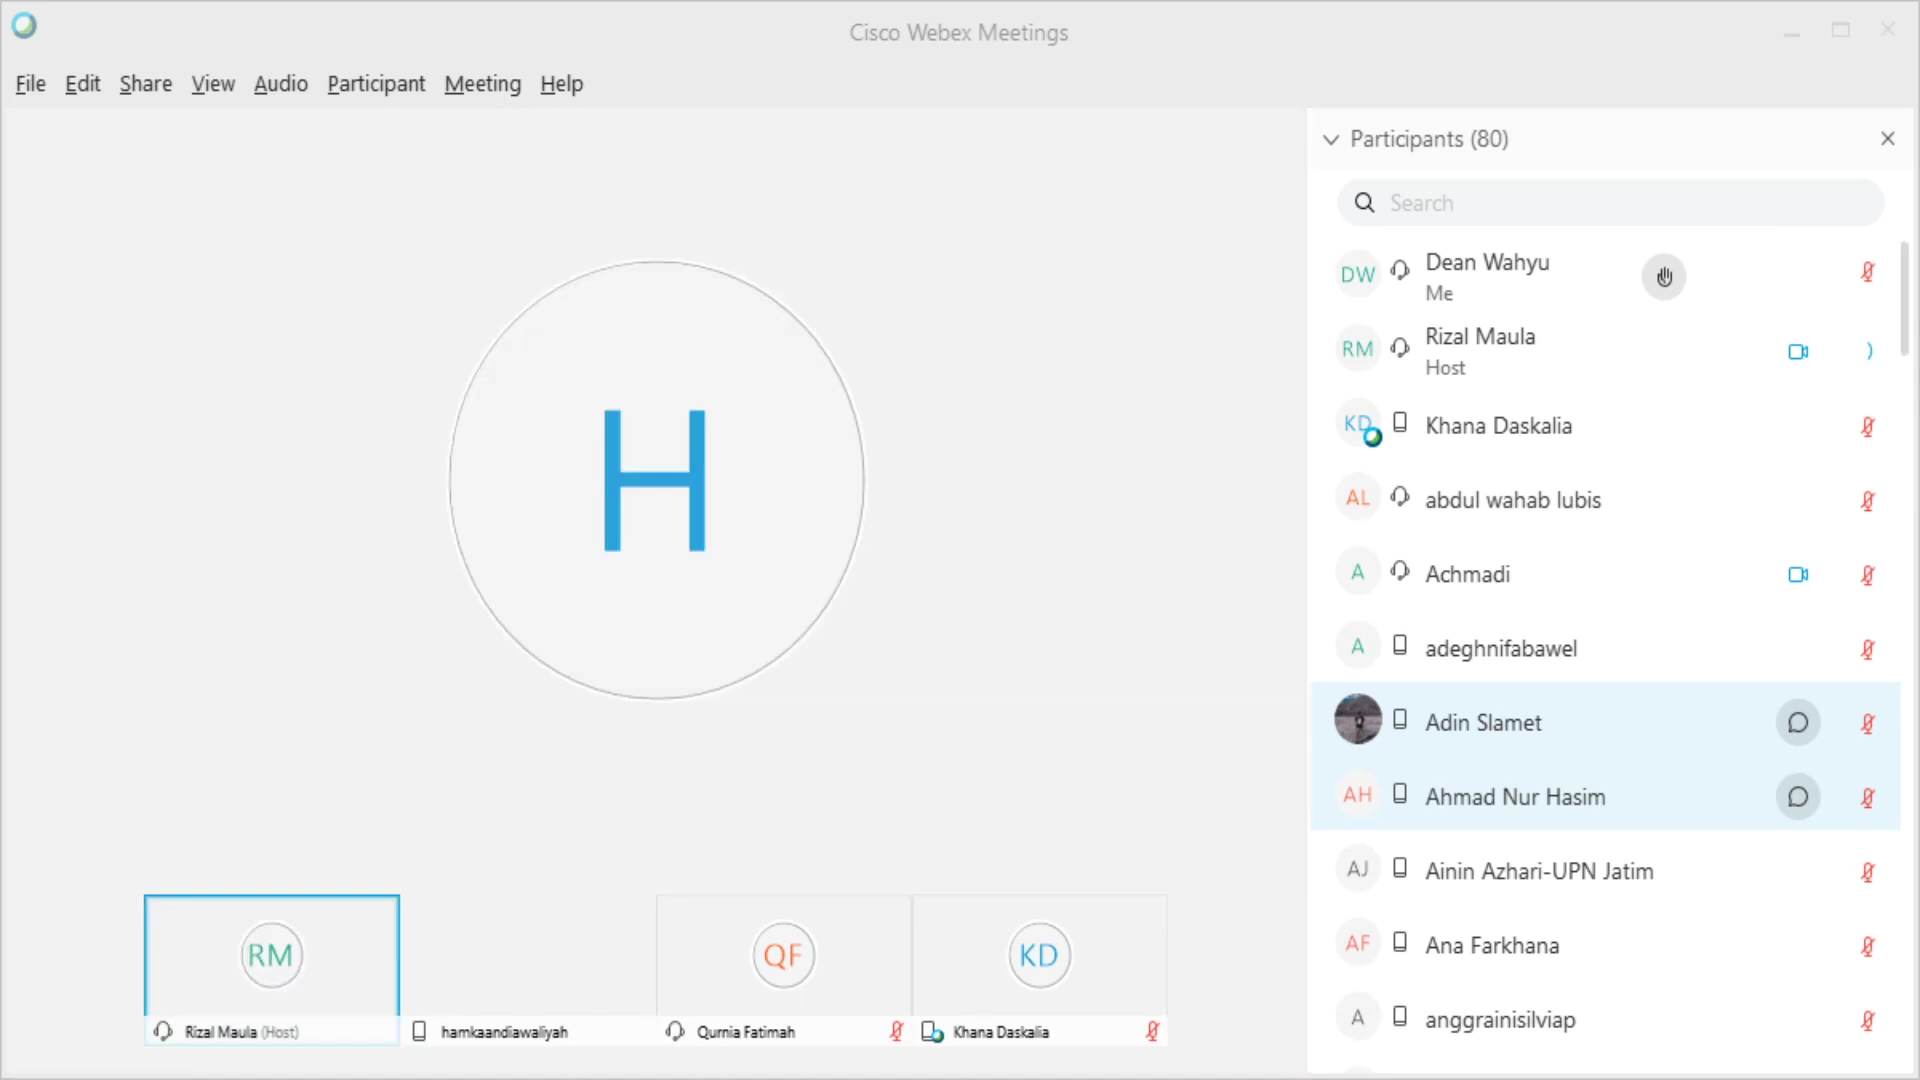 Cisco Webex Meetings
File Edit Share View Audio Participant Meeting Help
Participants (80)
Search
DW Dean Wahyu
Me
RM Rizal Maula
Host
KD Khana Daskalia
AL abdul wahab lubis
A Achmadi
A adeghnifabawel
Adin Slamet
AH Ahmad Nur Hasim
AJ Ainin Azhari-UPN Jatim
AF Ana Farkhana
A anggrainisilviap
H
RM QF KD
Rizal Maula (Host) hamkaandiawaliyah Qurnia Fatimah Khana Daskalia